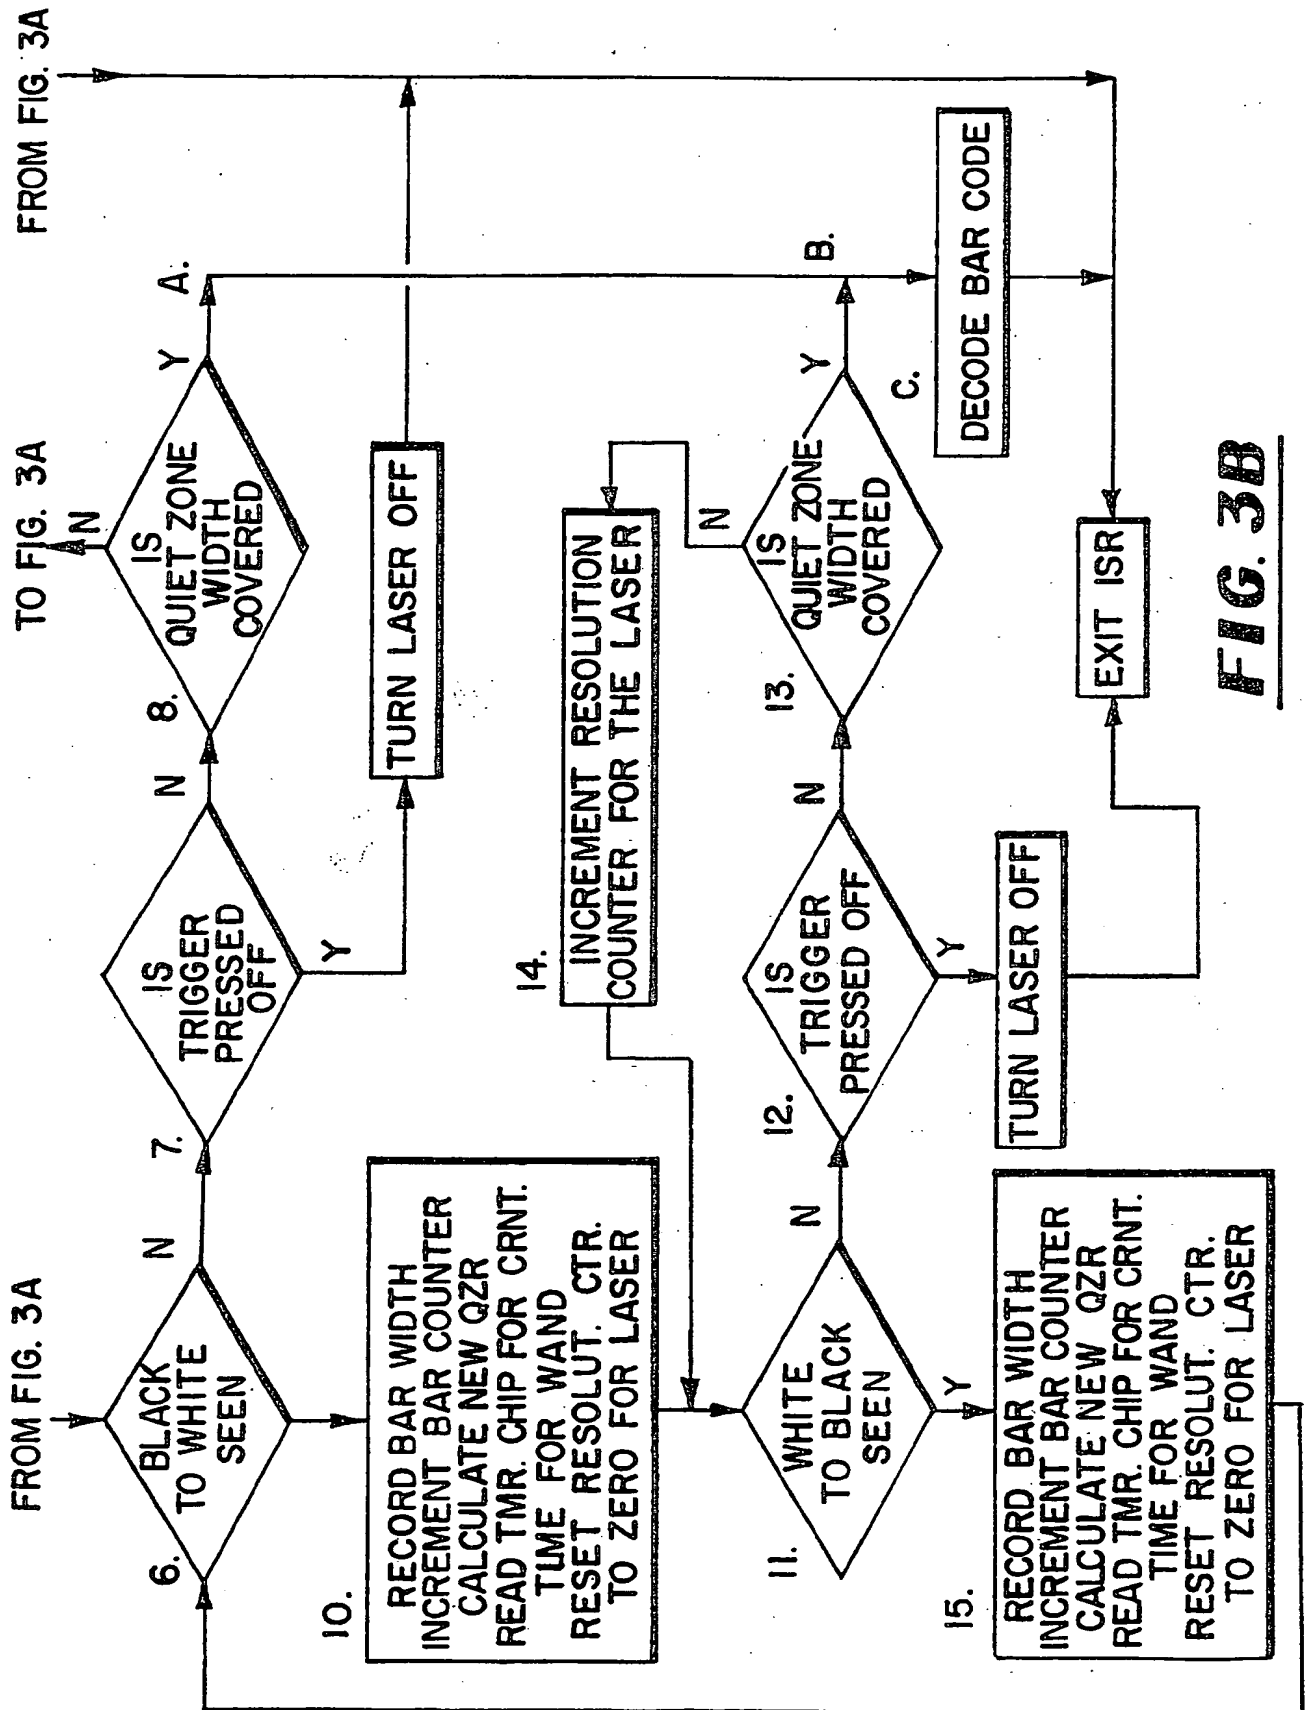 FROM FIG. 3A
TO FIG. 3A
FROM FIG. 3A
6.
BLACK
TO WHITE
SEEN
N
7.
IS
TRIGGER
PRESSED
OFF
N
Y
8.
IS
QUIET ZONE
WIDTH
COVERED
N
Y
A.
TURN LASER OFF
10.
RECORD BAR WIDTH
INCREMENT BAR COUNTER
CALCULATE NEW QZR
READ TMR. CHIP FOR CRNT.
TIME FOR WAND
RESET RESOLUT. CTR.
TO ZERO FOR LASER
14.
INCREMENT RESOLUTION
COUNTER FOR THE LASER
11.
WHITE
TO BLACK
SEEN
N
Y
12.
IS
TRIGGER
PRESSED OFF
N
Y
13.
IS
QUIET ZONE
WIDTH
COVERED
N
Y
B.
C.
DECODE BAR CODE
15.
RECORD BAR WIDTH
INCREMENT BAR COUNTER
CALCULATE NEW QZR
READ TMR. CHIP FOR CRNT.
TIME FOR WAND
RESET RESOLUT. CTR.
TO ZERO FOR LASER
TURN LASER OFF
EXIT ISR
FIG. 3B